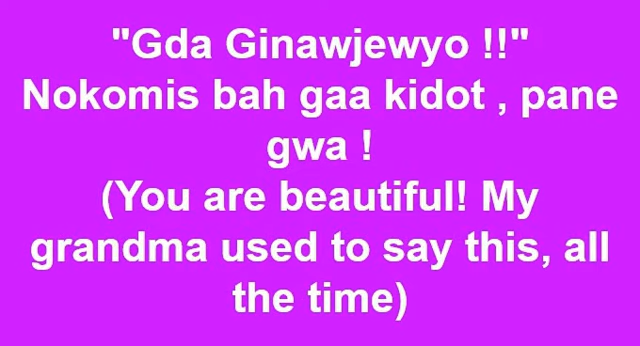 "Gda Ginawjewyo !!"
Nokomis bah gaa kidot , pane
gwa !
(You are beautiful! My
grandma used to say this, all
the time)